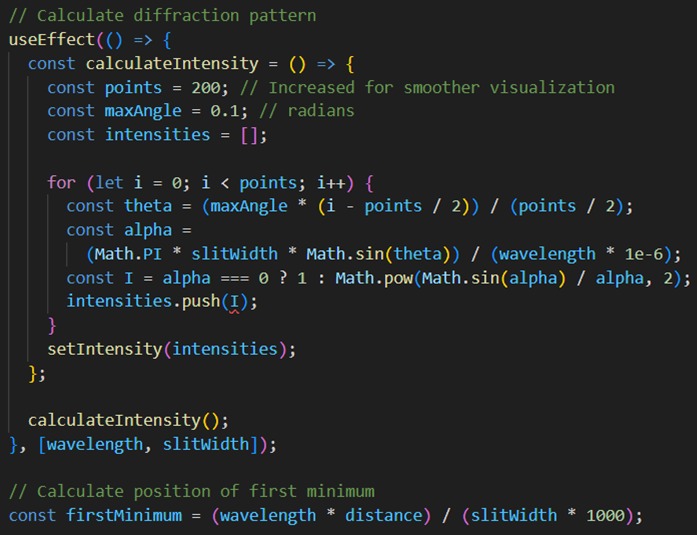 // Calculate diffraction pattern
useEffect(() => {
  const calculateIntensity = () => {
    const points = 200; // Increased for smoother visualization
    const maxAngle = 0.1; // radians
    const intensities = [];

    for (let i = 0; i < points; i++) {
      const theta = (maxAngle * (i - points / 2)) / (points / 2);
      const alpha =
        (Math.PI * slitWidth * Math.sin(theta)) / (wavelength * 1e-6);
      const I = alpha === 0 ? 1 : Math.pow(Math.sin(alpha) / alpha, 2);
      intensities.push(I);
    }
    setIntensity(intensities);
  };

  calculateIntensity();
}, [wavelength, slitWidth]);

// Calculate position of first minimum
const firstMinimum = (wavelength * distance) / (slitWidth * 1000);